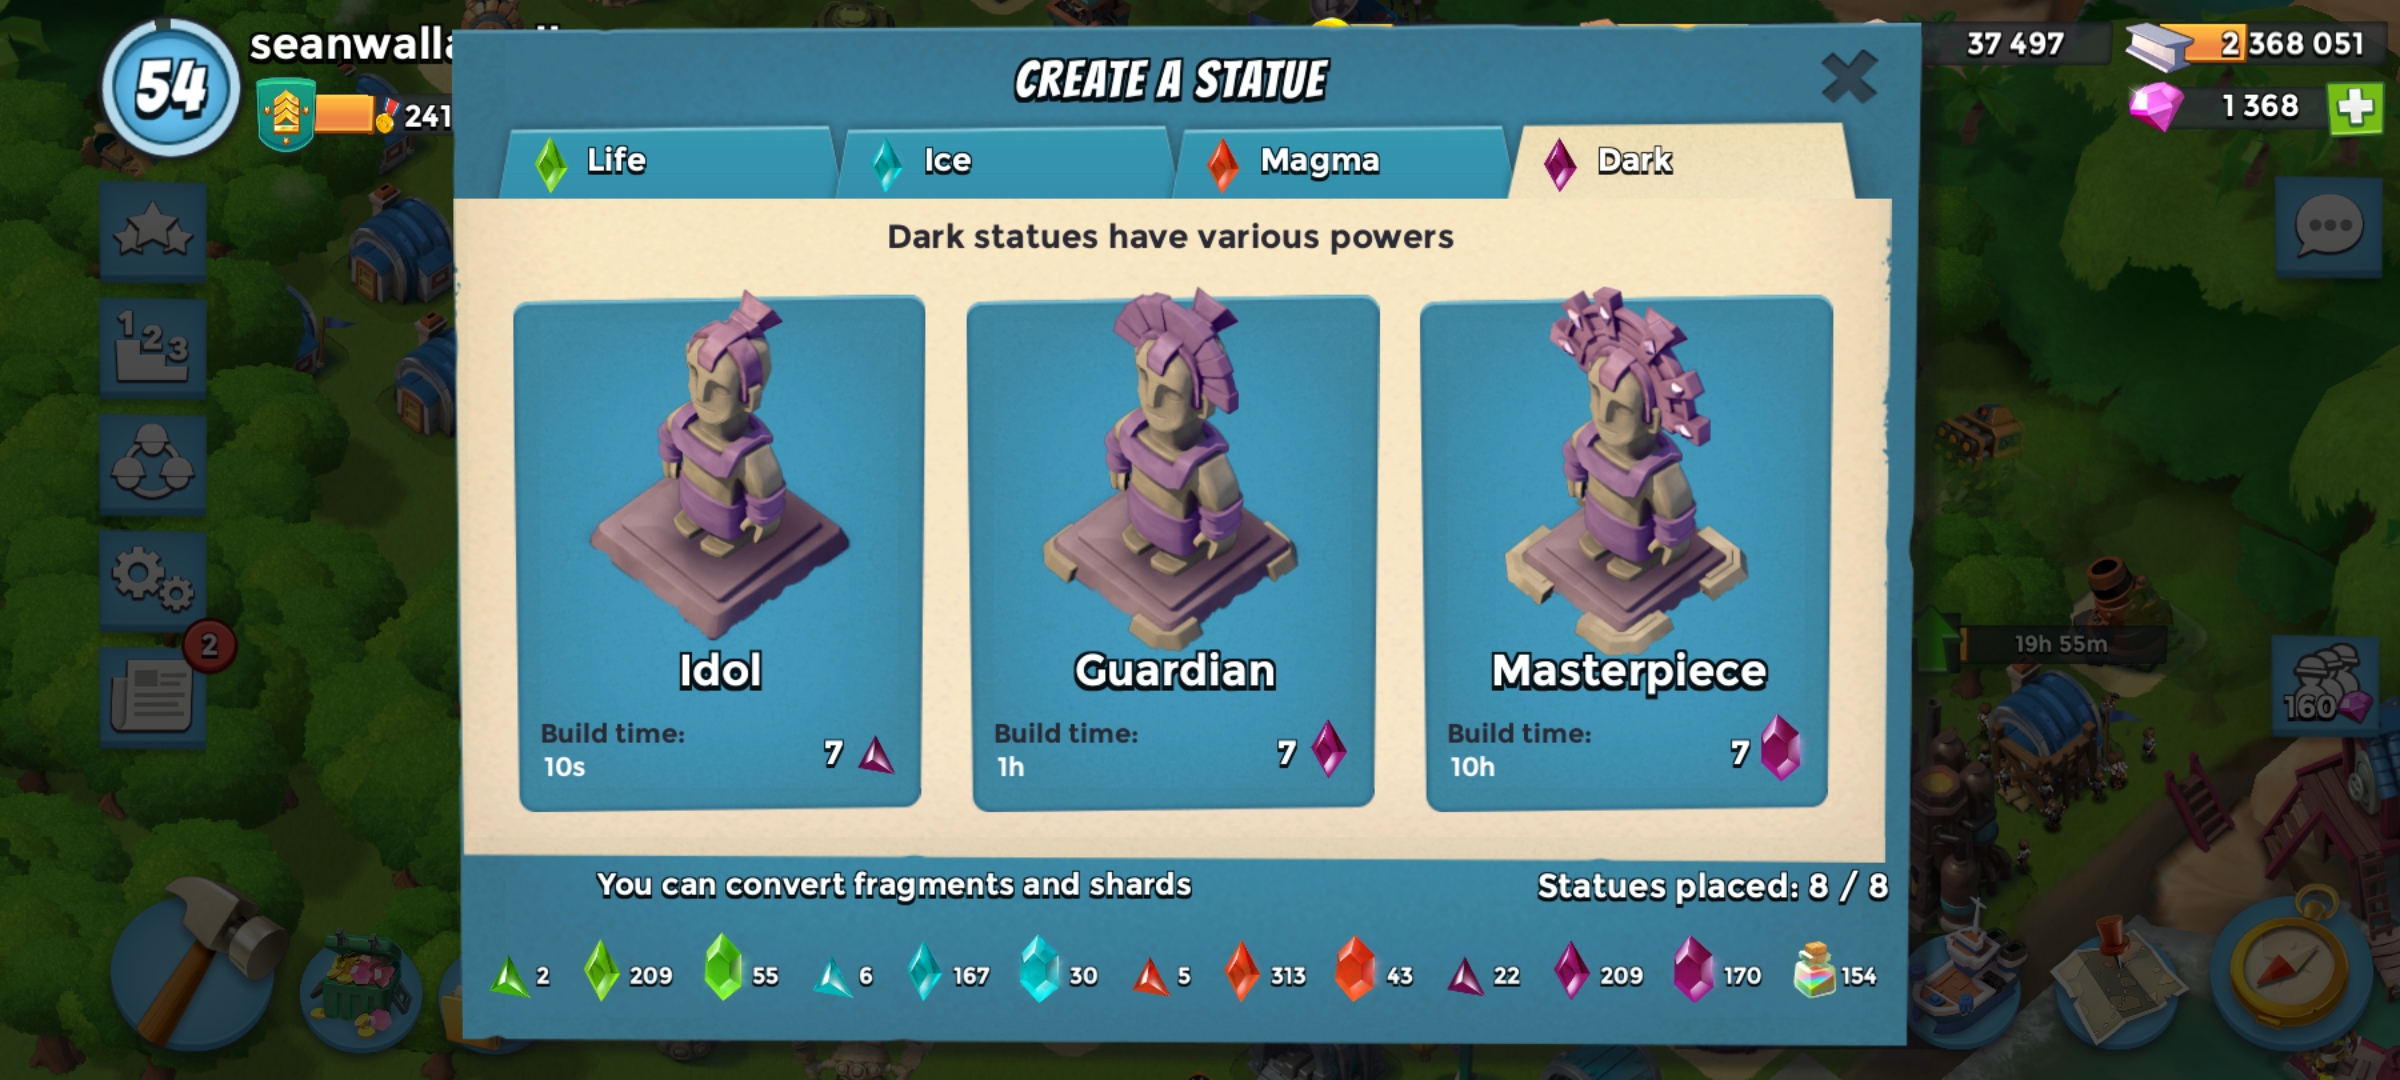 54
241
CREATE A STATUE
37 497
2 368 051
1 368
Life
Ice
Magma
Dark
Dark statues have various powers
1 2 3
2
Idol
Build time:
10s
7
Guardian
Build time:
1h
7
Masterpiece
Build time:
10h
7
19h 55m
160
You can convert fragments and shards
Statues placed: 8 / 8
2
209
55
6
167
30
5
313
43
22
209
170
154